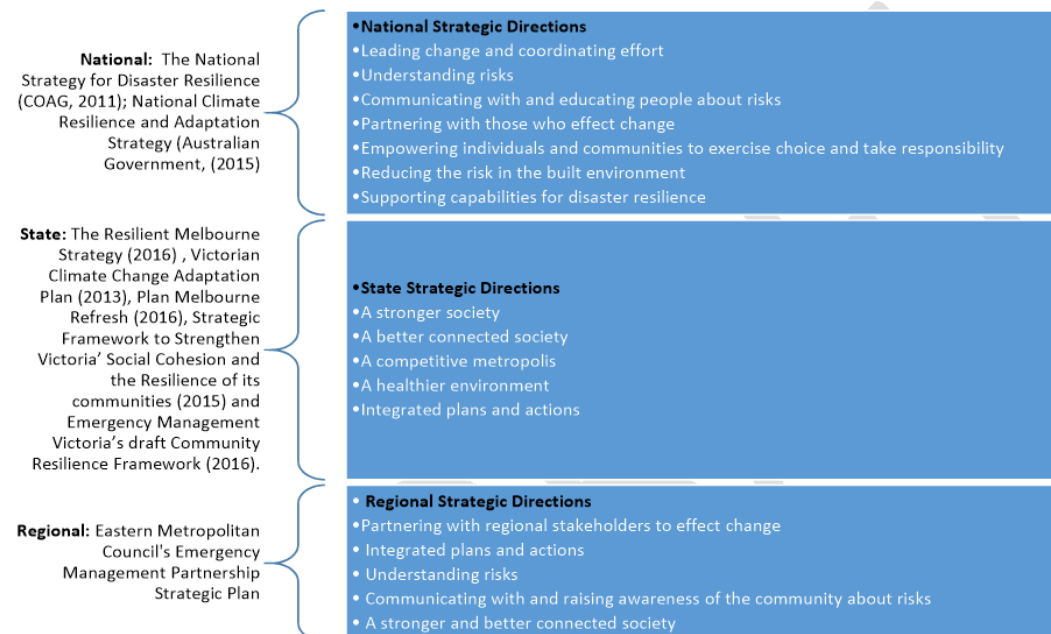 National: The National
Strategy for Disaster Resilience
(COAG, 2011); National Climate
Resilience and Adaptation
Strategy (Australian
Government, (2015)
•National Strategic Directions
•Leading change and coordinating effort
•Understanding risks
•Communicating with and educating people about risks
•Partnering with those who effect change
•Empowering individuals and communities to exercise choice and take responsibility
•Reducing the risk in the built environment
•Supporting capabilities for disaster resilience
State: The Resilient Melbourne
Strategy (2016) , Victorian
Climate Change Adaptation
Plan (2013), Plan Melbourne
Refresh (2016), Strategic
Framework to Strengthen
Victoria’ Social Cohesion and
the Resilience of its
communities (2015) and
Emergency Management
Victoria’s draft Community
Resilience Framework (2016).
•State Strategic Directions
•A stronger society
•A better connected society
•A competitive metropolis
•A healthier environment
•Integrated plans and actions
Regional: Eastern Metropolitan
Council's Emergency
Management Partnership
Strategic Plan
• Regional Strategic Directions
•Partnering with regional stakeholders to effect change
• Integrated plans and actions
• Understanding risks
• Communicating with and raising awareness of the community about risks
• A stronger and better connected society